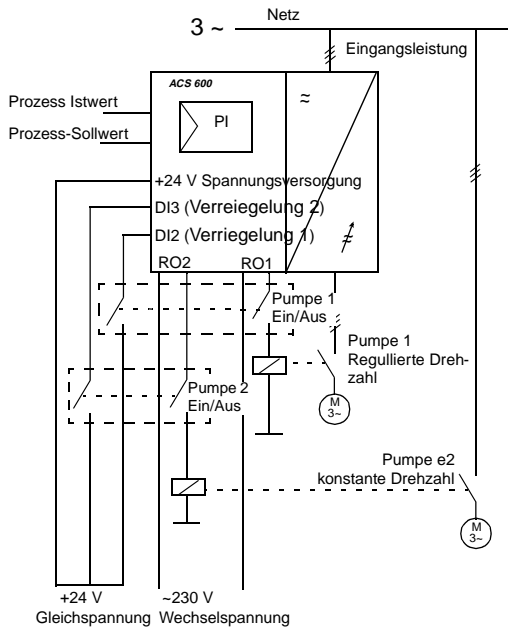 Netz
3 ~
Eingangsleistung
ACS 600
≈
Prozess Istwert
PI
Prozess-Sollwert
+24 V Spannungsversorgung
DI3 (Verreiegelung 2)
DI2 (Verriegelung 1)
RO2
RO1
Pumpe 1
Ein/Aus
Pumpe 1
Regullierte Dreh-
zahl
Pumpe 2
Ein/Aus
M
3~
Pumpe e2
konstante Drehzahl
M
3~
+24 V
~230 V
Gleichspannung
Wechselspannung